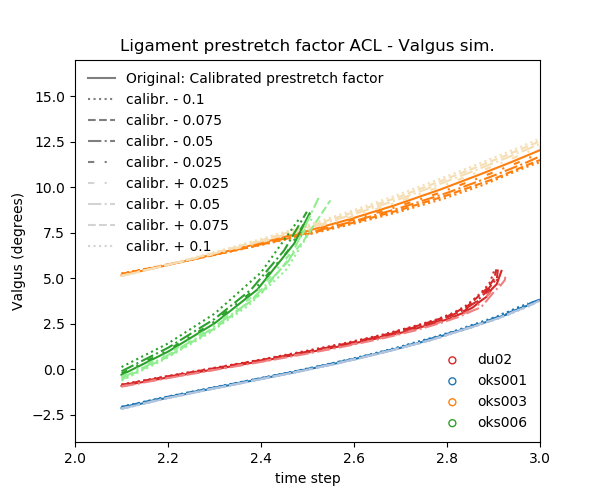 Ligament prestretch factor ACL - Valgus sim.
Original: Calibrated prestretch factor
calibr. - 0.1
calibr. - 0.075
calibr. - 0.05
calibr. - 0.025
calibr. + 0.025
calibr. + 0.05
calibr. + 0.075
calibr. + 0.1
15.0
12.5
10.0
7.5
5.0
2.5
0.0
−2.5
Valgus (degrees)
du02
oks001
oks003
oks006
2.0 2.2 2.4 2.6 2.8 3.0
time step